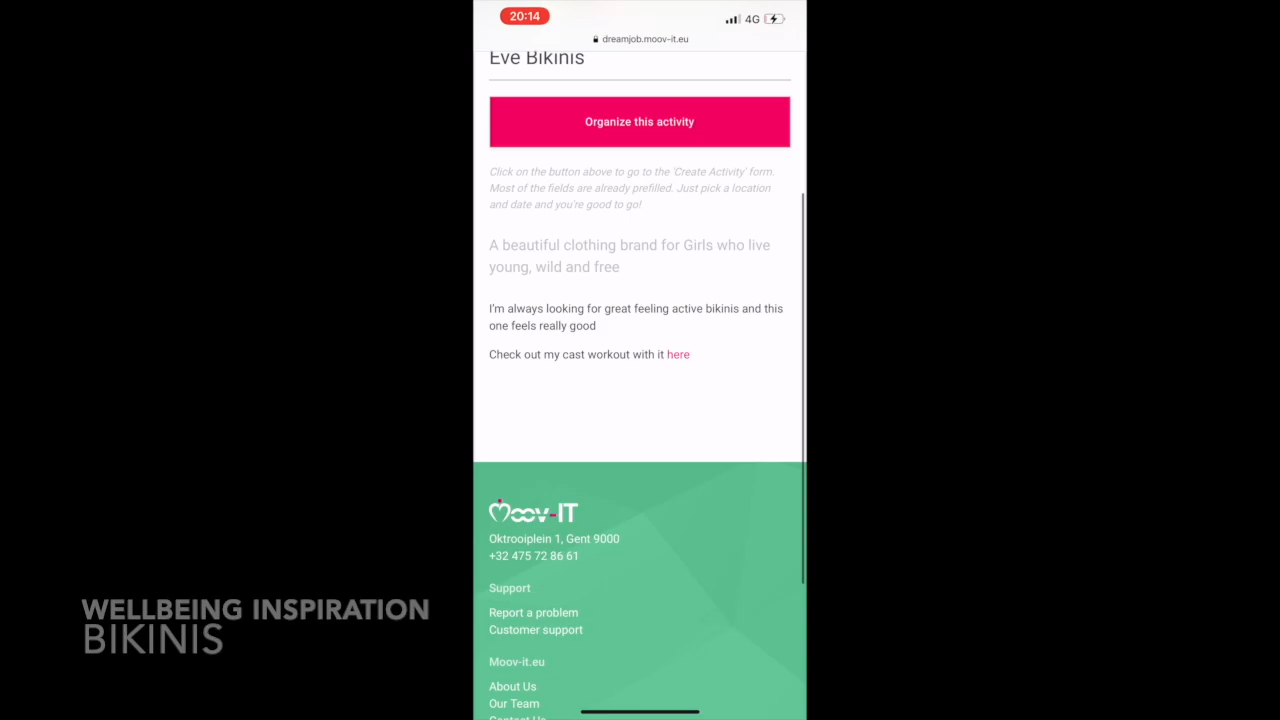 20:14
4G
dreamjob.moov-it.eu
Eve Bikinis
Organize this activity
Click on the button above to go to the 'Create Activity' form.
Most of the fields are already prefilled. Just pick a location
and date and you're good to go!
A beautiful clothing brand for Girls who live
young, wild and free
I'm always looking for great feeling active bikinis and this
one feels really good
Check out my cast workout with it here
Moov-IT
Oktrooiplein 1, Gent 9000
+32 475 72 86 61
Support
Report a problem
Customer support
Moov-it.eu
About Us
Our Team
Contact Us
WELLBEING INSPIRATION
BIKINIS